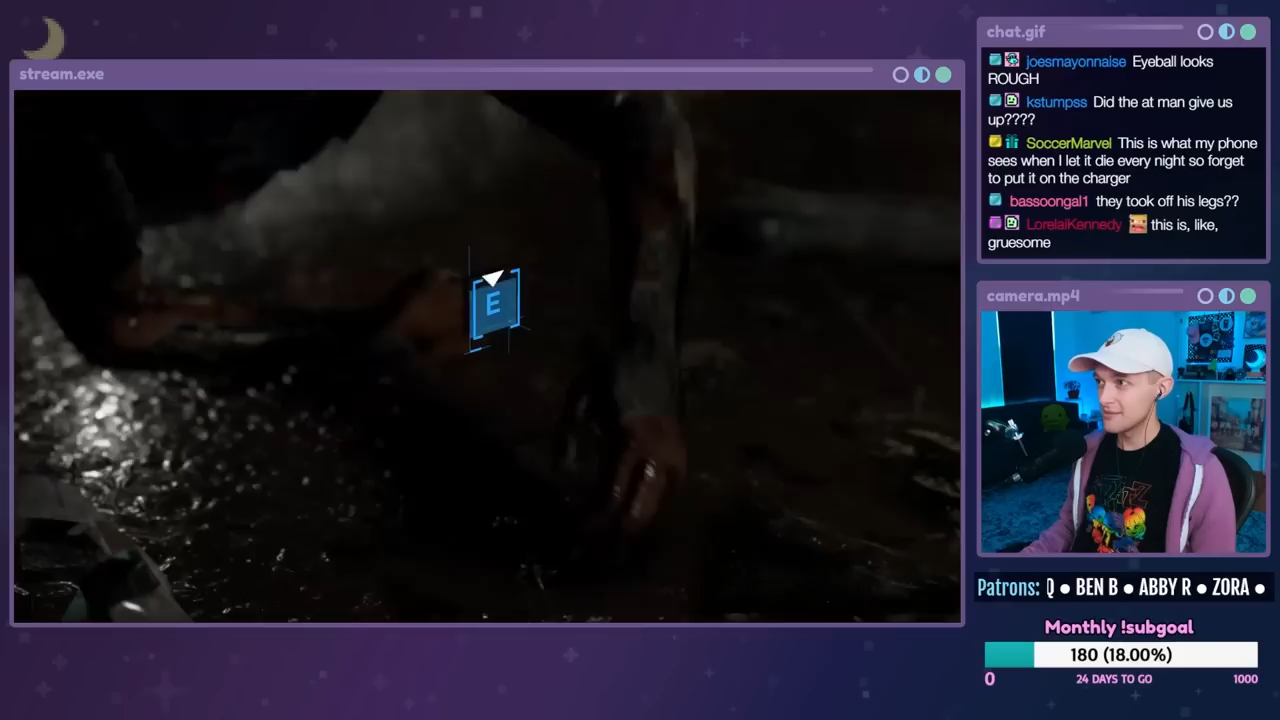 stream.exe
E
chat.gif
joesmayonnaise Eyeball looks
ROUGH
kstumpss Did the at man give us
up????
SoccerMarvel This is what my phone
sees when I let it die every night so forget
to put it on the charger
bassoongal1 they took off his legs??
LorelaiKennedy this is, like,
gruesome
camera.mp4
Patrons: Q • BEN B • ABBY R • ZORA •
Monthly !subgoal
180 (18.00%)
0 24 DAYS TO GO 1000